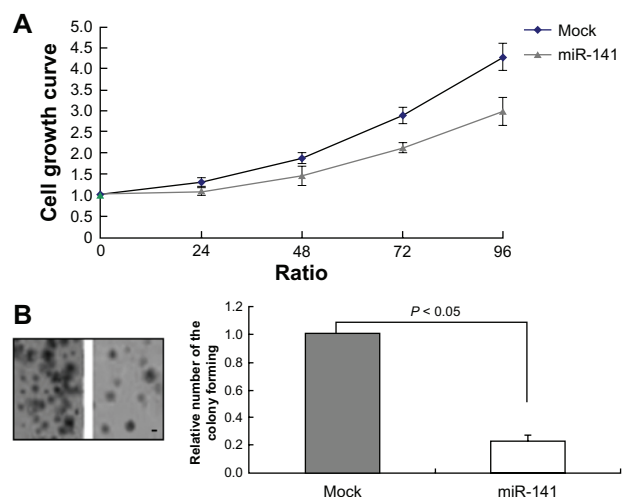 A
Cell growth curve
5.0
4.5
4.0
3.5
3.0
2.5
2.0
1.5
1.0
0.5
0
0 24 48 72 96
Ratio
Mock
miR-141
B
Relative number of the
colony forming
1.2
1.0
0.8
0.6
0.4
0.2
0.0
P < 0.05
Mock miR-141